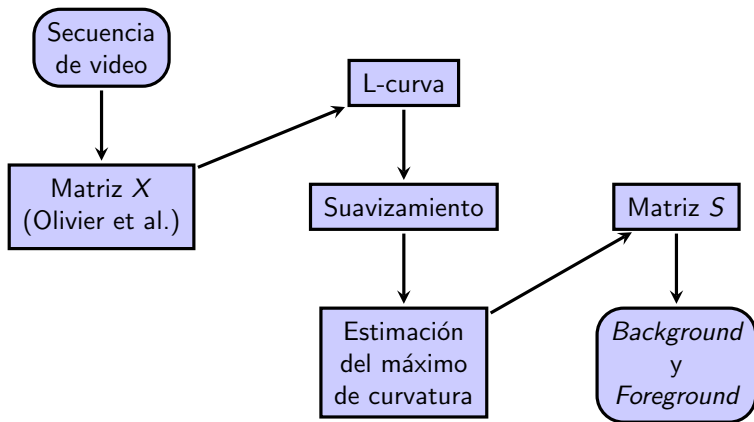 Secuencia
de video
Matriz X
(Olivier et al.)
L-curva
Suavizamiento
Estimación
del máximo
de curvatura
Matriz S
Background
y
Foreground